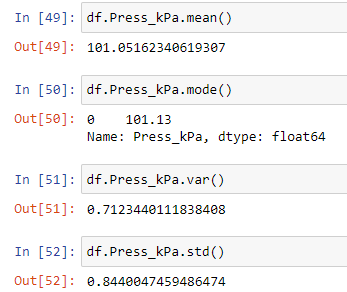 In [49]: df.Press_kPa.mean()
Out[49]: 101.05162340619307
In [50]: df.Press_kPa.mode()
Out[50]: 0    101.13
Name: Press_kPa, dtype: float64
In [51]: df.Press_kPa.var()
Out[51]: 0.7123440111838408
In [52]: df.Press_kPa.std()
Out[52]: 0.8440047459486474